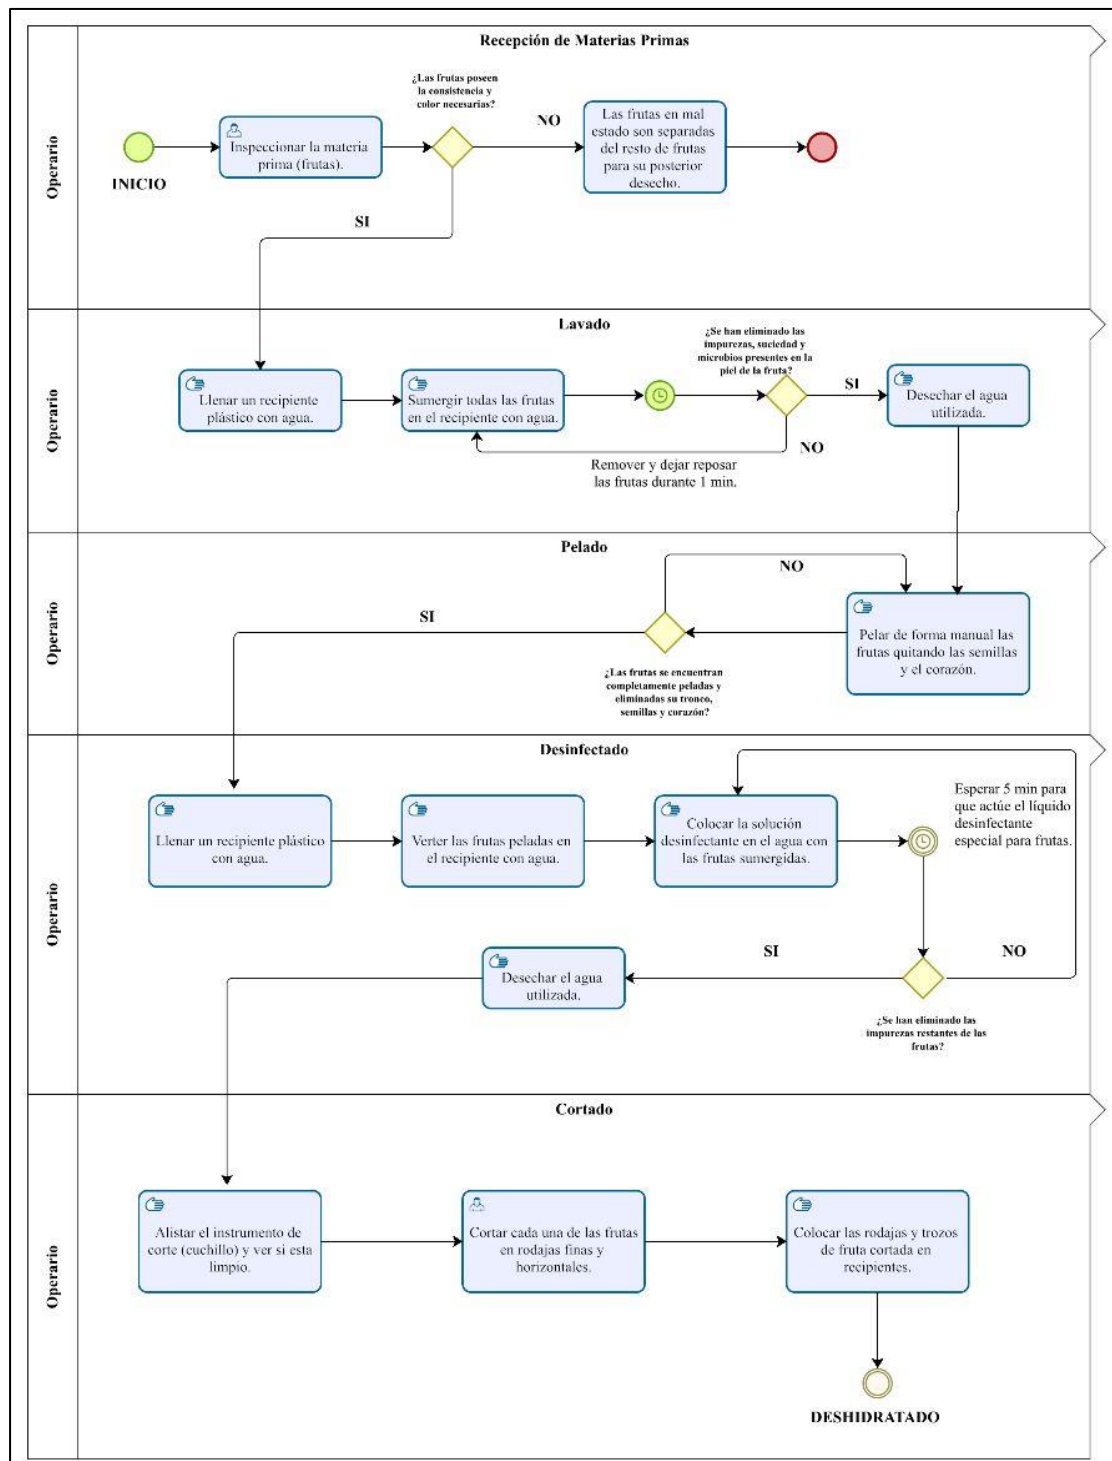 Recepción de Materias Primas
Operario
INICIO
Inspeccionar la materia
prima (frutas).
¿Las frutas poseen
la consistencia y
color necesarias?
NO
Las frutas en mal
estado son separadas
del resto de frutas
para su posterior
desecho.
SI
Lavado
Operario
Llenar un recipiente
plástico con agua.
Sumergir todas las frutas
en el recipiente con agua.
¿Se han eliminado las
impurezas, suciedad y
microbios presentes en la
piel de la fruta?
SI
Desechar el agua
utilizada.
NO
Remover y dejar reposar
las frutas durante 1 min.
Pelado
Operario
NO
SI
Pelar de forma manual las
frutas quitando las semillas
y el corazón.
¿Las frutas se encuentran
completamente peladas y
eliminadas su tronco,
semillas y corazón?
Desinfectado
Operario
Llenar un recipiente plástico
con agua.
Verter las frutas peladas en
el recipiente con agua.
Colocar la solución
desinfectante en el agua con
las frutas sumergidas.
Esperar 5 min para
que actúe el líquido
desinfectante
especial para frutas.
Desechar el agua
utilizada.
SI
NO
¿Se han eliminado las
impurezas restantes de las
frutas?
Cortado
Operario
Alistar el instrumento de
corte (cuchillo) y ver si esta
limpio.
Cortar cada una de las frutas
en rodajas finas y
horizontales.
Colocar las rodajas y trozos
de fruta cortada en
recipientes.
DESHIDRATADO